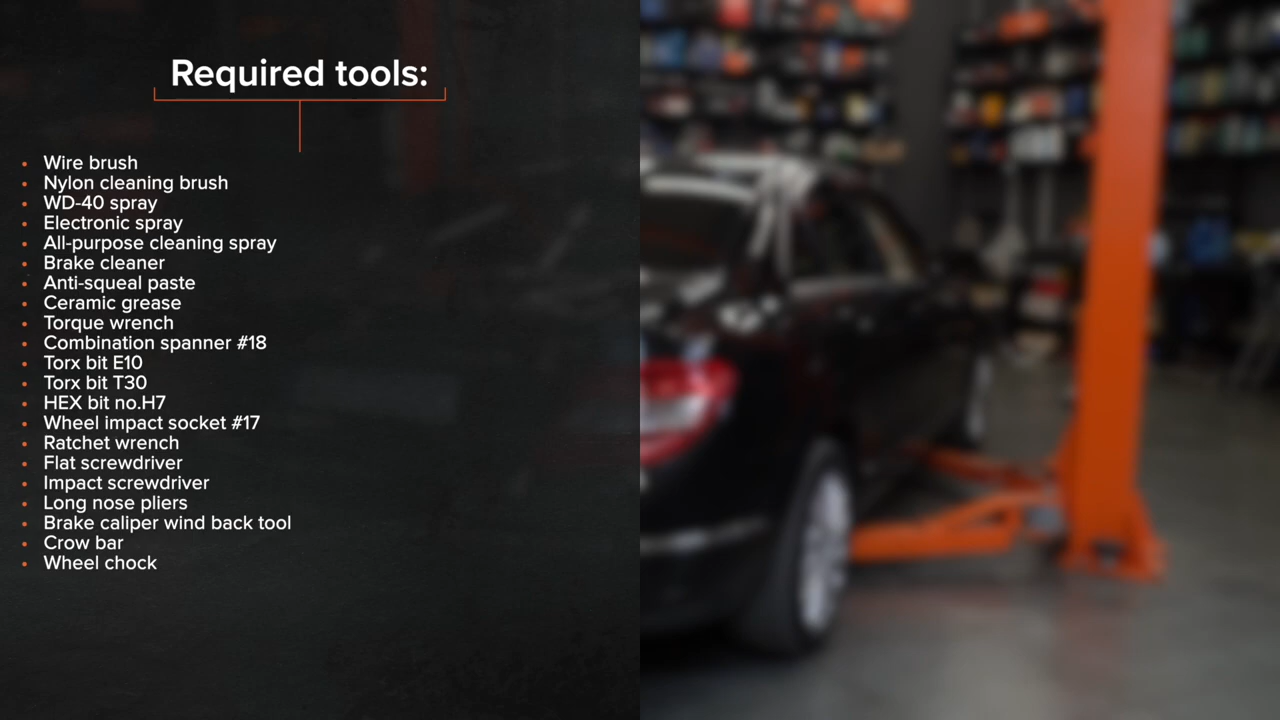 Required tools:
Wire brush
Nylon cleaning brush
WD-40 spray
Electronic spray
All-purpose cleaning spray
Brake cleaner
Anti-squeal paste
Ceramic grease
Torque wrench
Combination spanner #18
Torx bit E10
Torx bit T30
HEX bit no.H7
Wheel impact socket #17
Ratchet wrench
Flat screwdriver
Impact screwdriver
Long nose pliers
Brake caliper wind back tool
Crow bar
Wheel chock